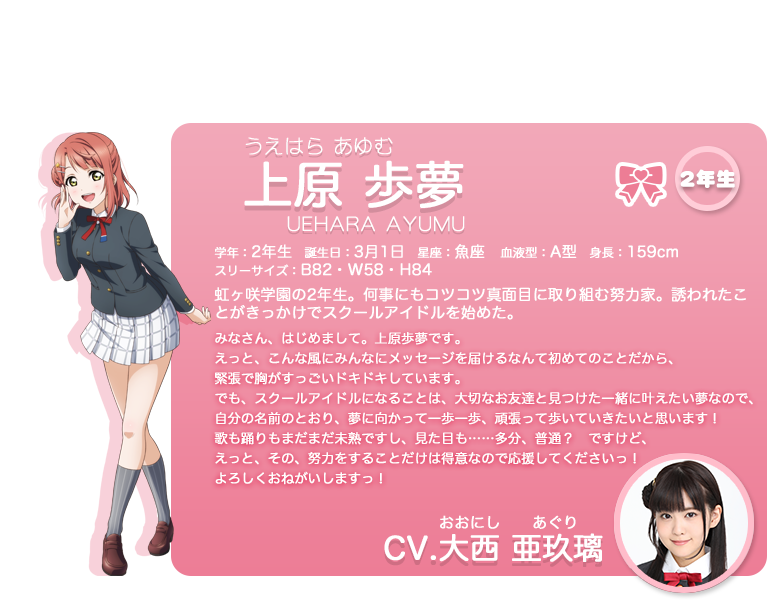 うえはら あゆむ
上原 歩夢
UEHARA AYUMU
2年生
学年：2年生　誕生日：3月1日　星座：魚座　血液型：A型　身長：159cm
スリーサイズ：B82・W58・H84
虹ヶ咲学園の2年生。何事にもコツコツ真面目に取り組む努力家。誘われたこ
とがきっかけでスクールアイドルを始めた。
みなさん、はじめまして。上原歩夢です。
えっと、こんな風にみんなにメッセージを届けるなんて初めてのことだから、
緊張で胸がすっごいドキドキしています。
でも、スクールアイドルになることは、大切なお友達と見つけた一緒に叶えたい夢なので、
自分の名前のとおり、夢に向かって一歩一歩、頑張って歩いていきたいと思います！
歌も踊りもまだまだ未熟ですし、見た目も……多分、普通？　ですけど、
えっと、その、努力をすることだけは得意なので応援してくださいっ！
よろしくおねがいしますっ！
おおにし　あぐり
CV.大西 亜玖璃